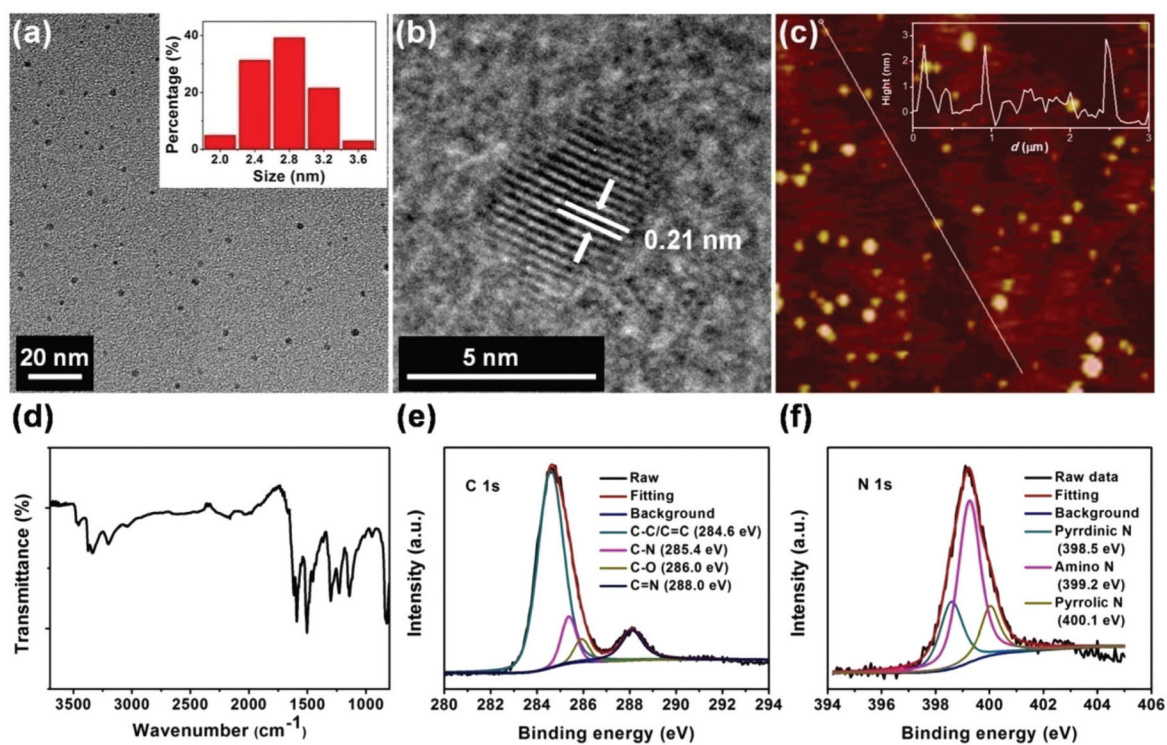 (a)
Percentage (%)
40
20
0
2.0 2.4 2.8 3.2 3.6
Size (nm)
20 nm
(b)
0.21 nm
5 nm
(c)
Hight (nm)
3
2
1
0
0 1 2 3
d (μm)
(d)
Transmittance (%)
3500 3000 2500 2000 1500 1000
Wavenumber (cm-1)
(e)
Intensity (a.u.)
C 1s
Raw
Fitting
Background
C-C/C=C (284.6 eV)
C-N (285.4 eV)
C-O (286.0 eV)
C=N (288.0 eV)
280 282 284 286 288 290 292 294
Binding energy (eV)
(f)
Intensity (a.u.)
N 1s
Raw data
Fitting
Background
Pyrrdinic N
(398.5 eV)
Amino N
(399.2 eV)
Pyrrolic N
(400.1 eV)
394 396 398 400 402 404 406
Binding energy (eV)